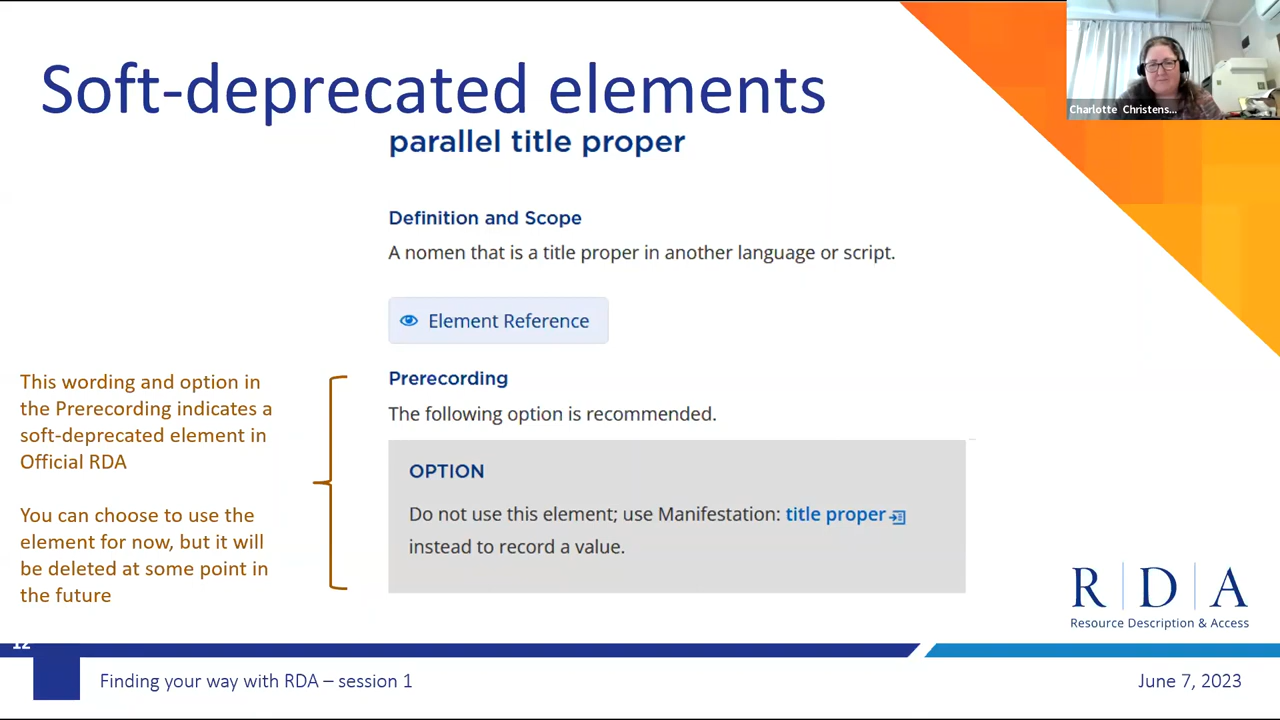 Soft-deprecated elements
Charlotte Christens...
parallel title proper
Definition and Scope
A nomen that is a title proper in another language or script.
Element Reference
This wording and option in
the Prerecording indicates a
soft-deprecated element in
Official RDA
You can choose to use the
element for now, but it will
be deleted at some point in
the future
Prerecording
The following option is recommended.
OPTION
Do not use this element; use Manifestation: title proper
instead to record a value.
R | D | A
Resource Description & Access
12
Finding your way with RDA – session 1
June 7, 2023